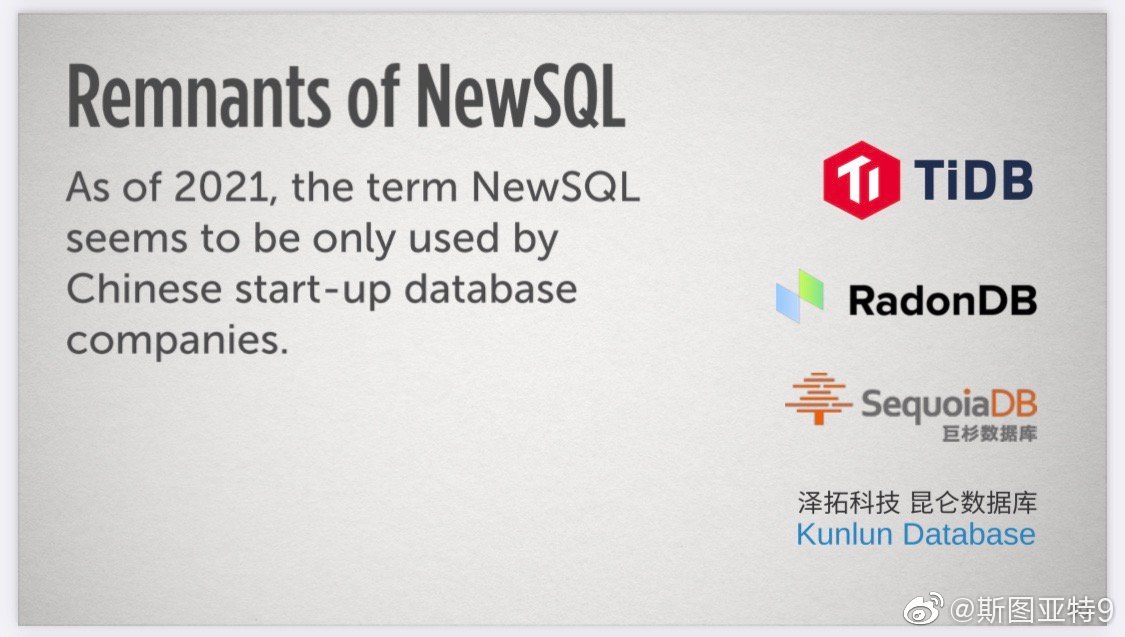 Remnants of NewSQL
As of 2021, the term NewSQL
seems to be only used by
Chinese start-up database
companies.
TiDB
RadonDB
SequoiaDB
巨杉数据库
泽拓科技 昆仑数据库
Kunlun Database
@斯图亚特9